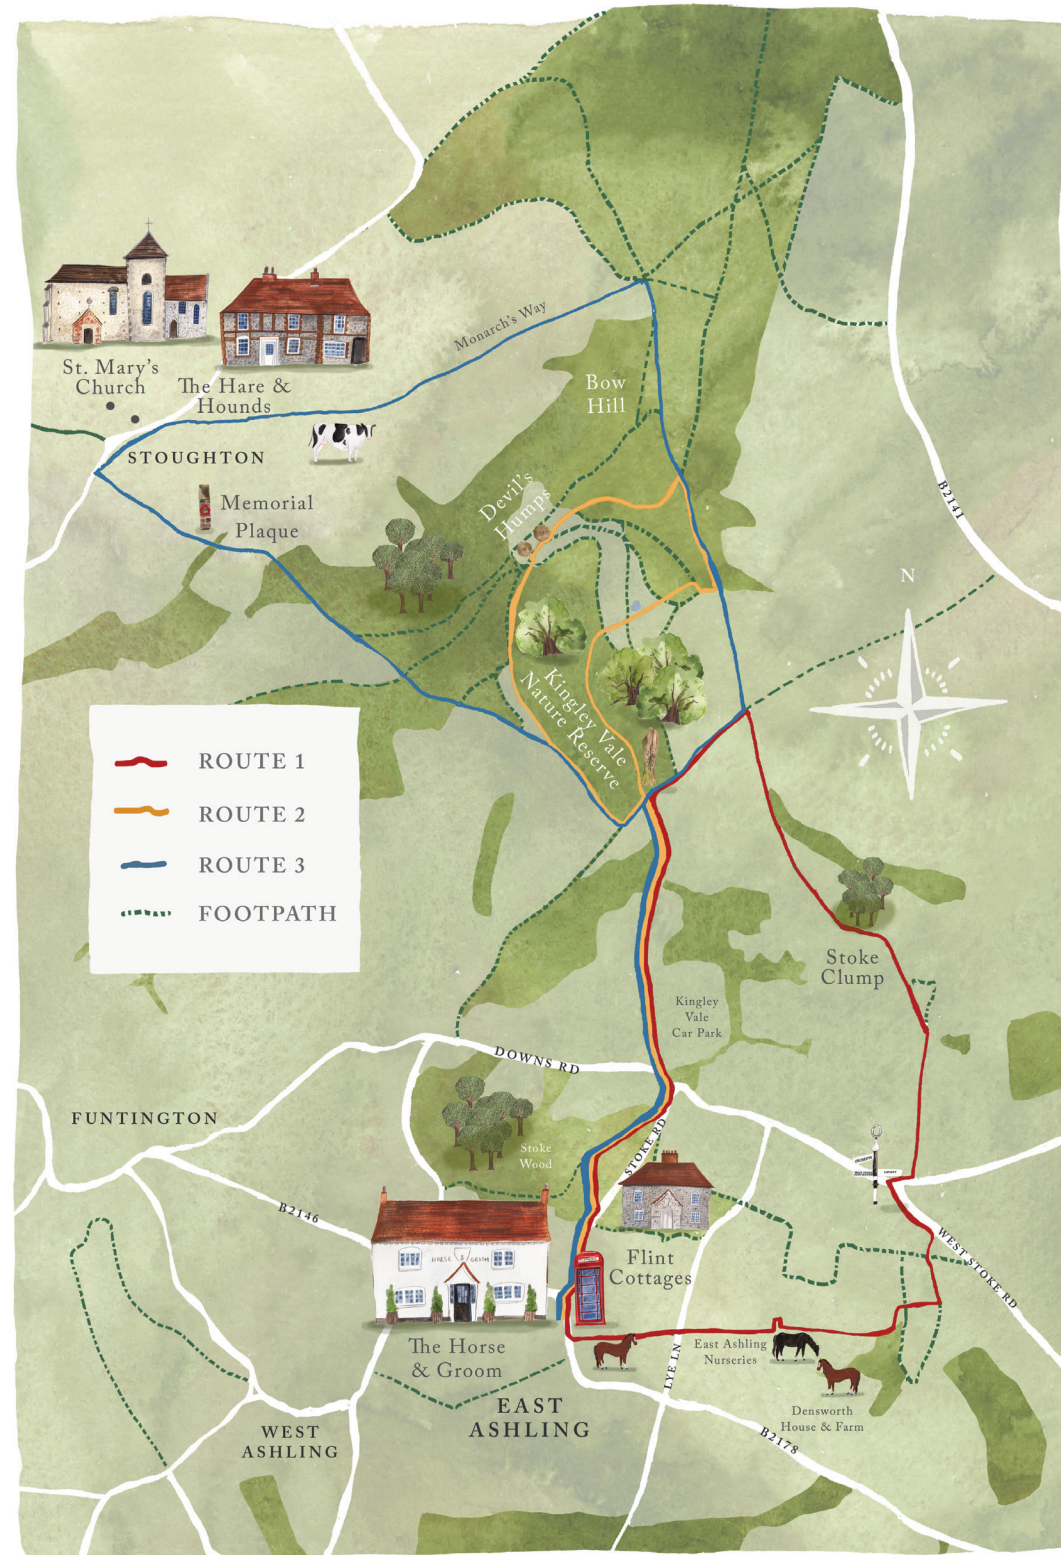 Monarch's Way
St. Mary's
Church
The Hare &
Hounds
STOUGHTON
Bow
Hill
Devil's
Humps
Memorial
Plaque
B2141
N
Kingley Vale
Nature Reserve
ROUTE 1
ROUTE 2
ROUTE 3
FOOTPATH
Stoke
Clump
Kingley
Vale
Car Park
DOWNS RD
FUNTINGTON
Stoke
Wood
STOKE RD
B2146
HORSE & GROOM
WEST STOKE RD
Flint
Cottages
The Horse
& Groom
East Ashling
Nurseries
LYE LN
EAST
ASHLING
Densworth
House & Farm
WEST
ASHLING
B2178